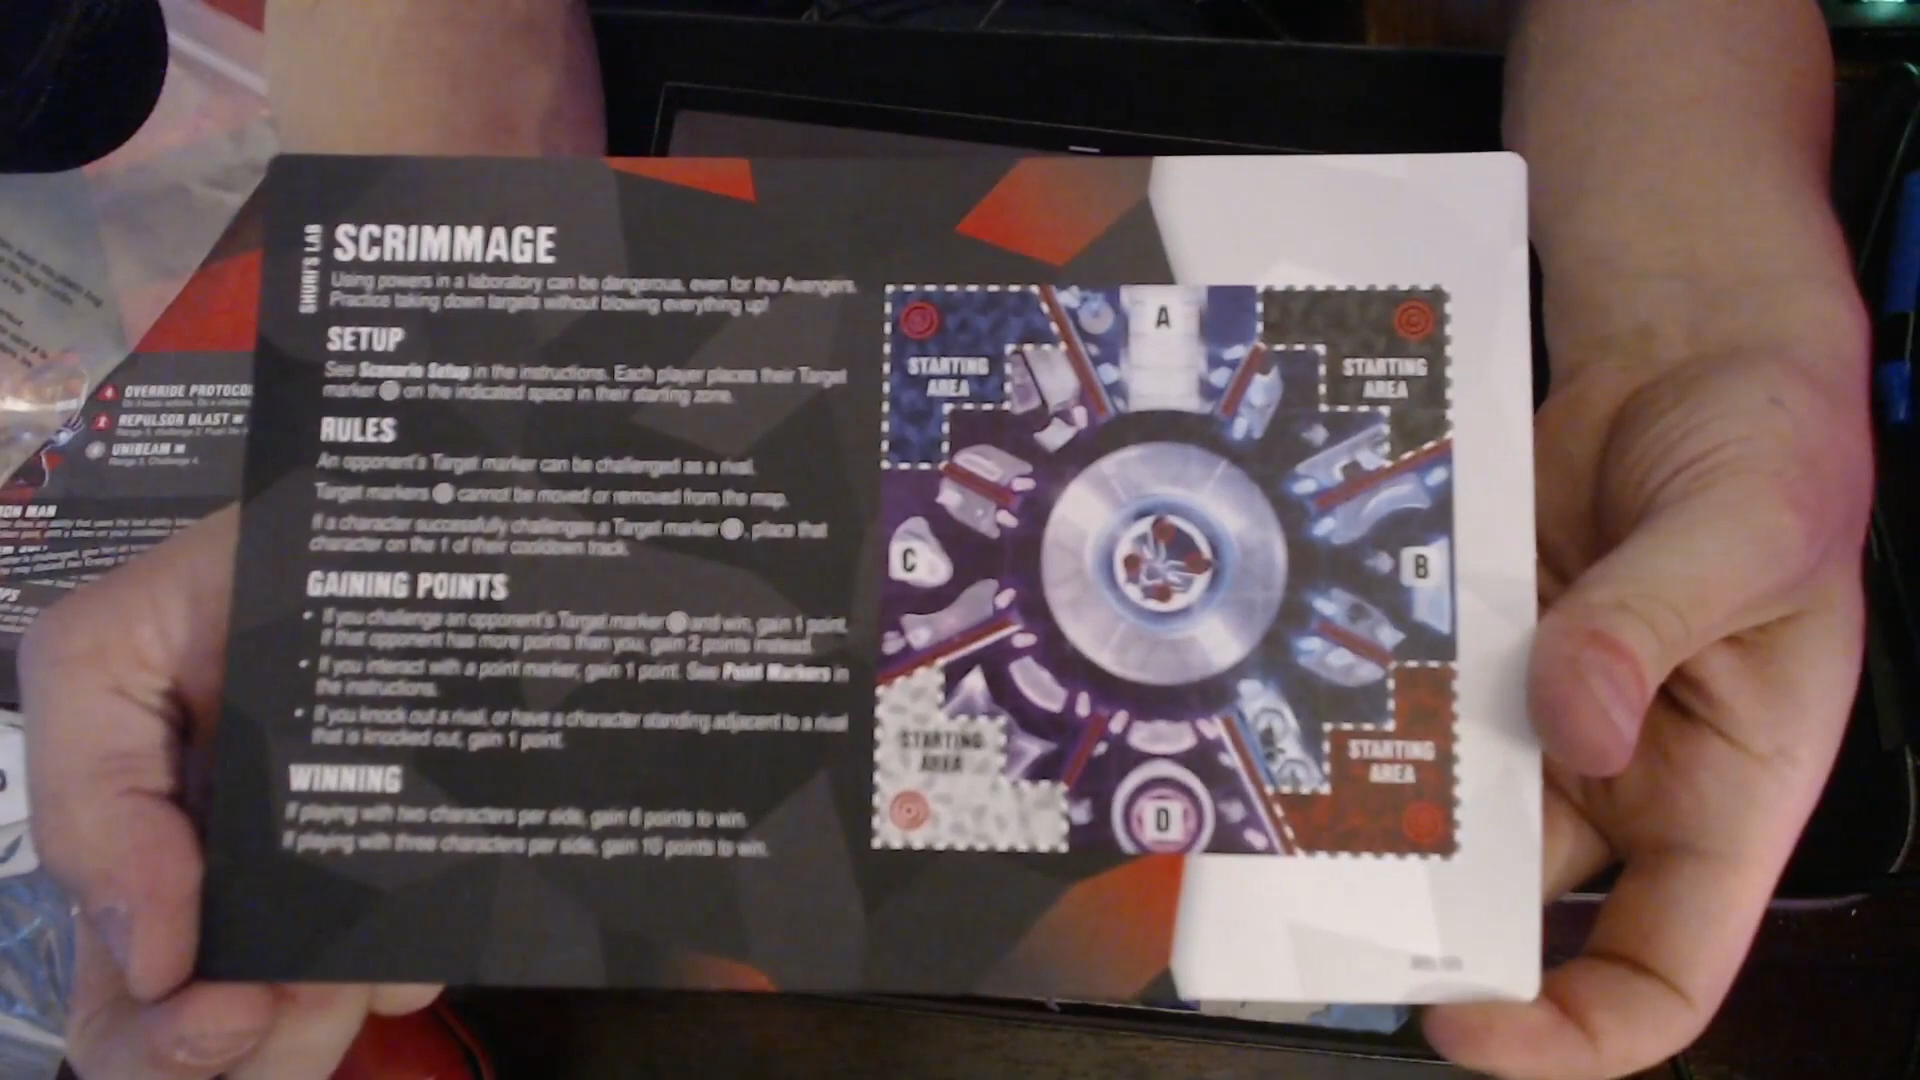 SHURI'S LAB
SCRIMMAGE
Using powers in a laboratory can be dangerous, even for the Avengers.
Practice taking down targets without blowing everything up!
SETUP
See Scenario Setup in the instructions. Each player places their Target
marker on the indicated space in their starting zone.
RULES
An opponent's Target marker can be challenged as a rival.
Target markers cannot be moved or removed from the map.
If a character successfully challenges a Target marker, place that
character on the 1 of their cooldown track.
GAINING POINTS
• If you challenge an opponent's Target marker and win, gain 1 point.
If that opponent has more points than you, gain 2 points instead.
• If you interact with a point marker, gain 1 point. See Point Markers in
the instructions.
• If you knock out a rival, or have a character standing adjacent to a rival
that is knocked out, gain 1 point.
WINNING
If playing with two characters per side, gain 6 points to win.
If playing with three characters per side, gain 10 points to win.
STARTING
AREA
A
STARTING
AREA
C
B
STARTING
AREA
D
STARTING
AREA
4 OVERRIDE PROTOCOL
2 REPULSOR BLAST
UNIBEAM
Range 3, Challenge 4.